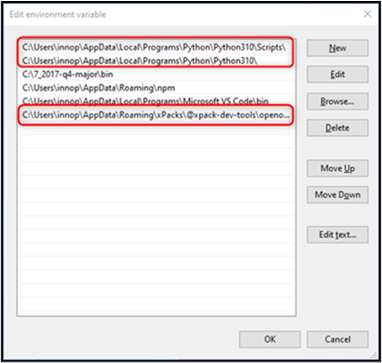 Edit environment variable
C:\Users\innop\AppData\Local\Programs\Python\Python310\Scripts\
C:\Users\innop\AppData\Local\Programs\Python\Python310\
C:\7_2017-q4-major\bin
C:\Users\innop\AppData\Roaming\npm
C:\Users\innop\AppData\Local\Programs\Microsoft VS Code\bin
C:\Users\innop\AppData\Roaming\xPacks\@xpack-dev-tools\openo...
New
Edit
Browse...
Delete
Move Up
Move Down
Edit text...
OK
Cancel